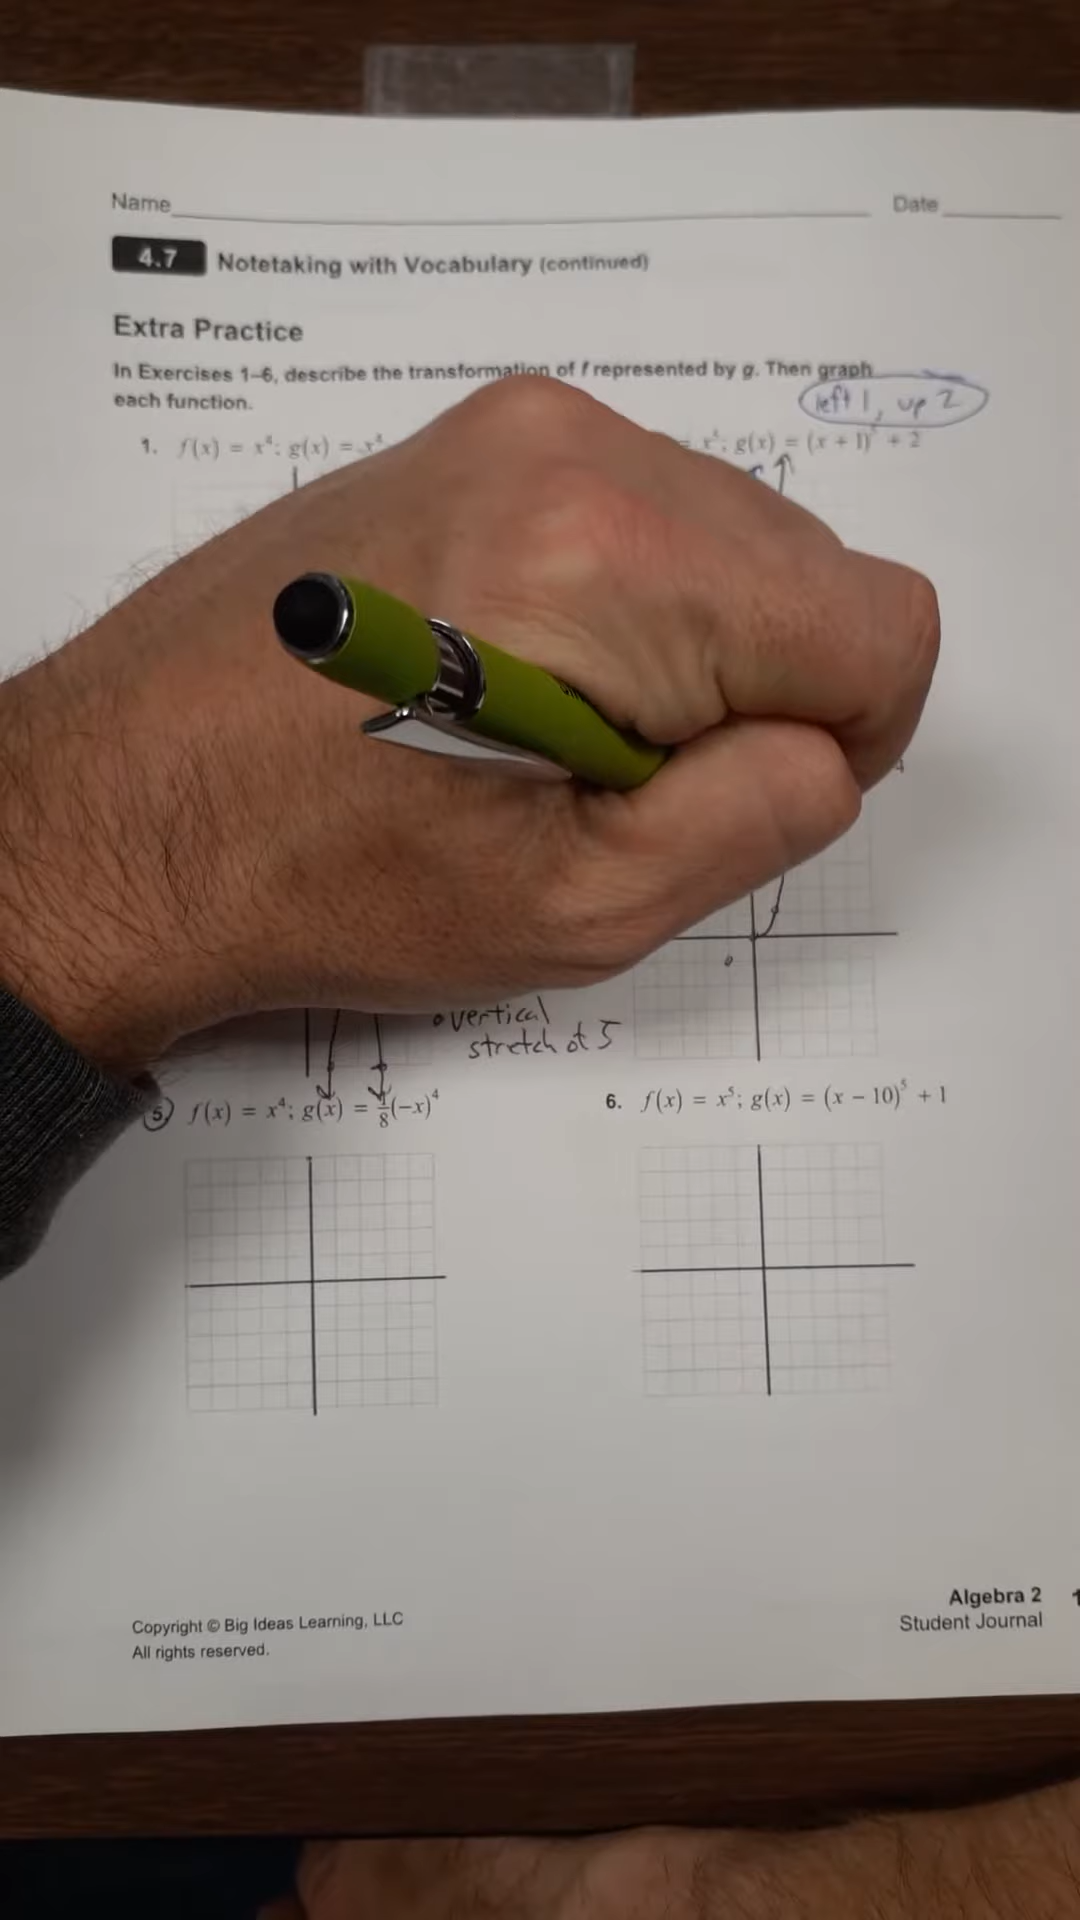 Name
Date
4.7 Notetaking with Vocabulary (continued)
Extra Practice
In Exercises 1–6, describe the transformation of f represented by g. Then graph
each function.
left 1, up 2
1. f(x) = x⁴; g(x) = x⁴
g(x) = (x + 1)⁵ + 2
vertical
stretch of 5
5 f(x) = x⁴; g(x) = 1/8(−x)⁴
6. f(x) = x⁵; g(x) = (x − 10)⁵ + 1
Copyright © Big Ideas Learning, LLC
All rights reserved.
Algebra 2
Student Journal